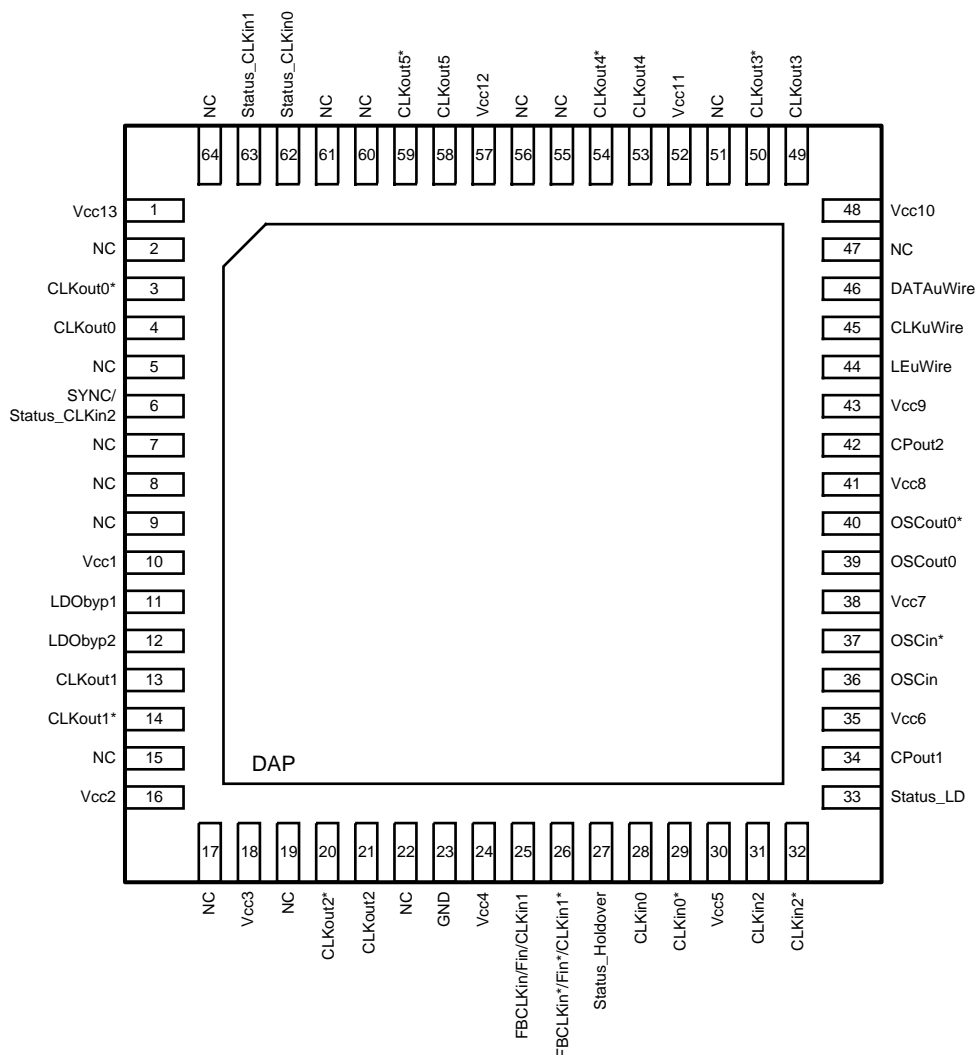 NC
Status_CLKin1
Status_CLKin0
NC
NC
CLKout5*
CLKout5
Vcc12
NC
NC
CLKout4*
CLKout4
Vcc11
NC
CLKout3*
CLKout3
64
63
62
61
60
59
58
57
56
55
54
53
52
51
50
49
Vcc13
1
NC
2
CLKout0*
3
CLKout0
4
NC
5
SYNC/
Status_CLKin2
6
NC
7
NC
8
NC
9
Vcc1
10
LDObyp1
11
LDObyp2
12
CLKout1
13
CLKout1*
14
NC
15
Vcc2
16
DAP
48
Vcc10
47
NC
46
DATAuWire
45
CLKuWire
44
LEuWire
43
Vcc9
42
CPout2
41
Vcc8
40
OSCout0*
39
OSCout0
38
Vcc7
37
OSCin*
36
OSCin
35
Vcc6
34
CPout1
33
Status_LD
17
18
19
20
21
22
23
24
25
26
27
28
29
30
31
32
NC
Vcc3
NC
CLKout2*
CLKout2
NC
GND
Vcc4
FBCLKin/Fin/CLKin1
FBCLKin*/Fin*/CLKin1*
Status_Holdover
CLKin0
CLKin0*
Vcc5
CLKin2
CLKin2*